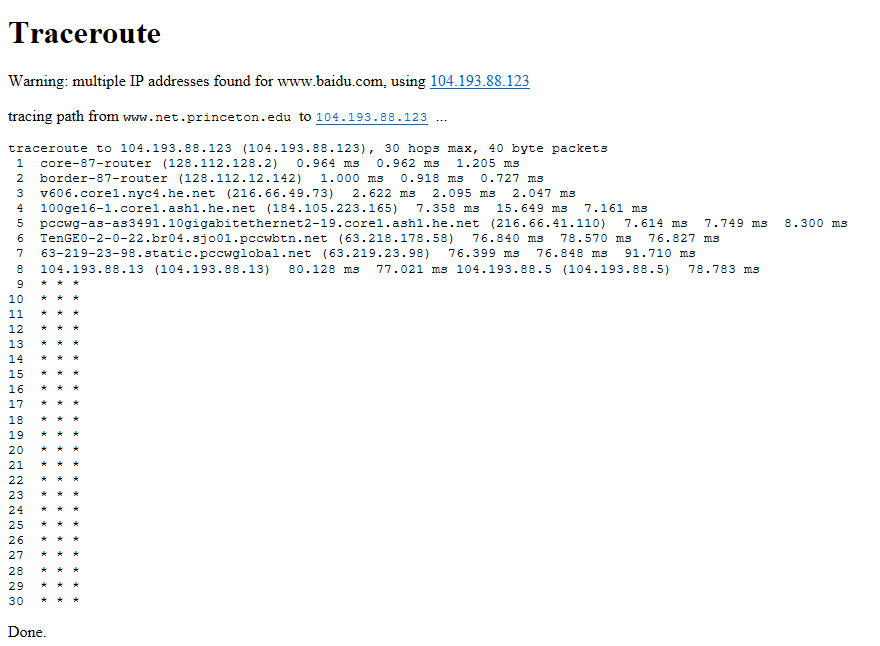 Traceroute
Warning: multiple IP addresses found for www.baidu.com, using 104.193.88.123
tracing path from www.net.princeton.edu to 104.193.88.123 ...
traceroute to 104.193.88.123 (104.193.88.123), 30 hops max, 40 byte packets
1 core-87-router (128.112.128.2) 0.964 ms 0.962 ms 1.205 ms
2 border-87-router (128.112.12.142) 1.000 ms 0.918 ms 0.727 ms
3 v606.core1.nyc4.he.net (216.66.49.73) 2.622 ms 2.095 ms 2.047 ms
4 100ge16-1.core1.ash1.he.net (184.105.223.165) 7.358 ms 15.649 ms 7.161 ms
5 pccwg-as-as3491.10gigabitethernet2-19.core1.ash1.he.net (216.66.41.110) 7.614 ms 7.749 ms 8.300 ms
6 TenGE0-2-0-22.br04.sjo01.pccwbtn.net (63.218.178.58) 76.840 ms 78.570 ms 76.827 ms
7 63-219-23-98.static.pccwglobal.net (63.219.23.98) 76.399 ms 76.848 ms 91.710 ms
8 104.193.88.13 (104.193.88.13) 80.128 ms 77.021 ms 104.193.88.5 (104.193.88.5) 78.783 ms
9 * * *
10 * * *
11 * * *
12 * * *
13 * * *
14 * * *
15 * * *
16 * * *
17 * * *
18 * * *
19 * * *
20 * * *
21 * * *
22 * * *
23 * * *
24 * * *
25 * * *
26 * * *
27 * * *
28 * * *
29 * * *
30 * * *
Done.